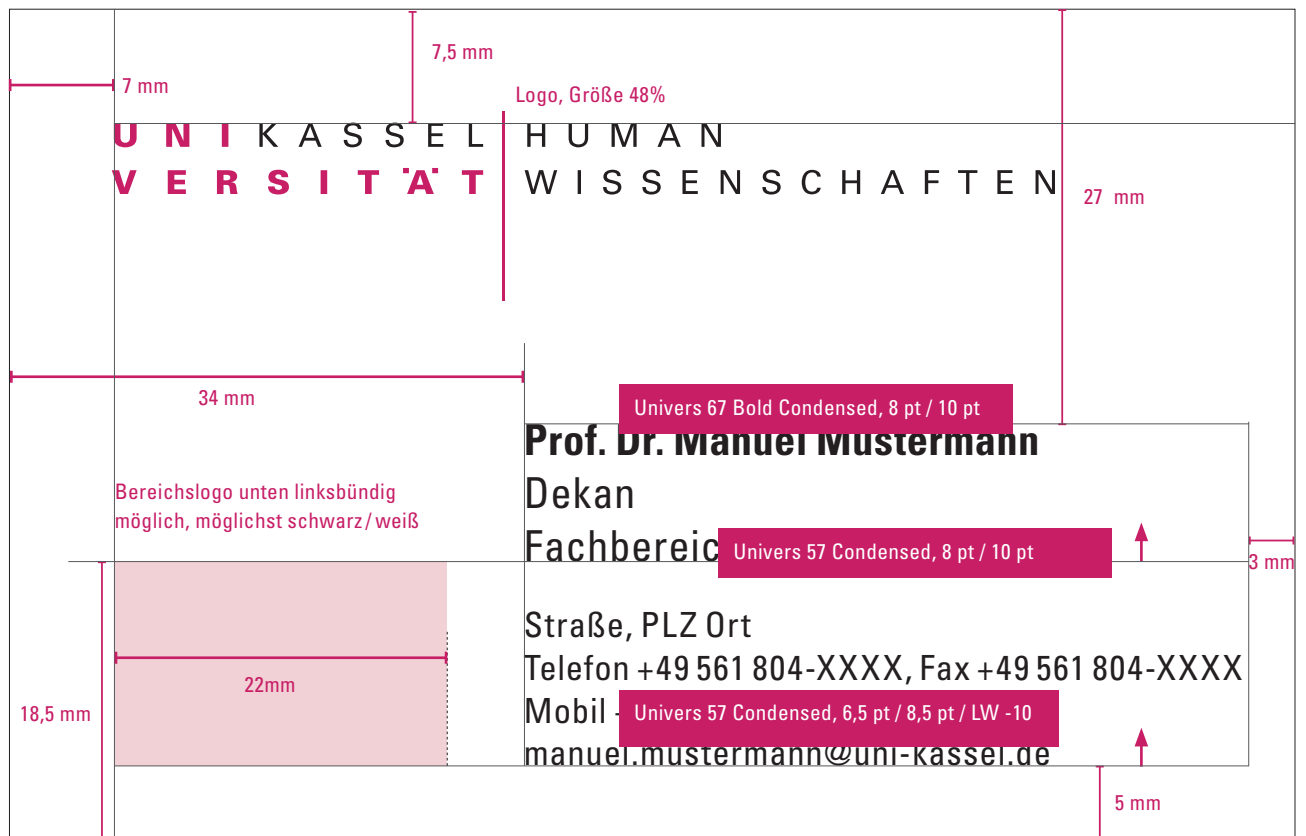 7,5 mm
7 mm
Logo, Größe 48%
UNIKASSEL HUMAN
VERSITÄT WISSENSCHAFTEN
27 mm
34 mm
Univers 67 Bold Condensed, 8 pt / 10 pt
Prof. Dr. Manuel Mustermann
Bereichslogo unten linksbündig
möglich, möglichst schwarz/weiß
Dekan
Univers 57 Condensed, 8 pt / 10 pt
3 mm
Straße, PLZ Ort
Telefon +49 561 804-XXXX, Fax +49 561 804-XXXX
22mm
18,5 mm
Mobil
Univers 57 Condensed, 6,5 pt / 8,5 pt / LW -10
manuel.mustermann@uni-kassel.de
5 mm